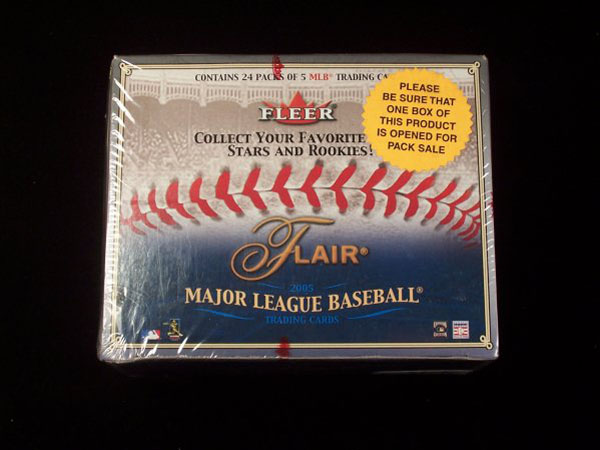 CONTAINS 24 PACKS OF 5 MLB® TRADING
PLEASE
BE SURE THAT
ONE BOX OF
THIS PRODUCT
IS OPENED FOR
PACK SALE
FLEER
COLLECT YOUR FAVORITE
STARS AND ROOKIES!
FLAIR®
2005
MAJOR LEAGUE BASEBALL®
TRADING CARDS